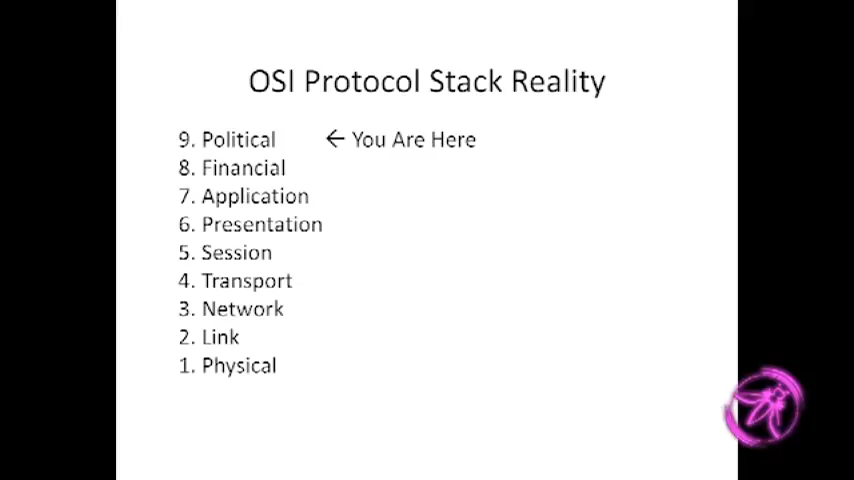 OSI Protocol Stack Reality
9. Political ← You Are Here
8. Financial
7. Application
6. Presentation
5. Session
4. Transport
3. Network
2. Link
1. Physical